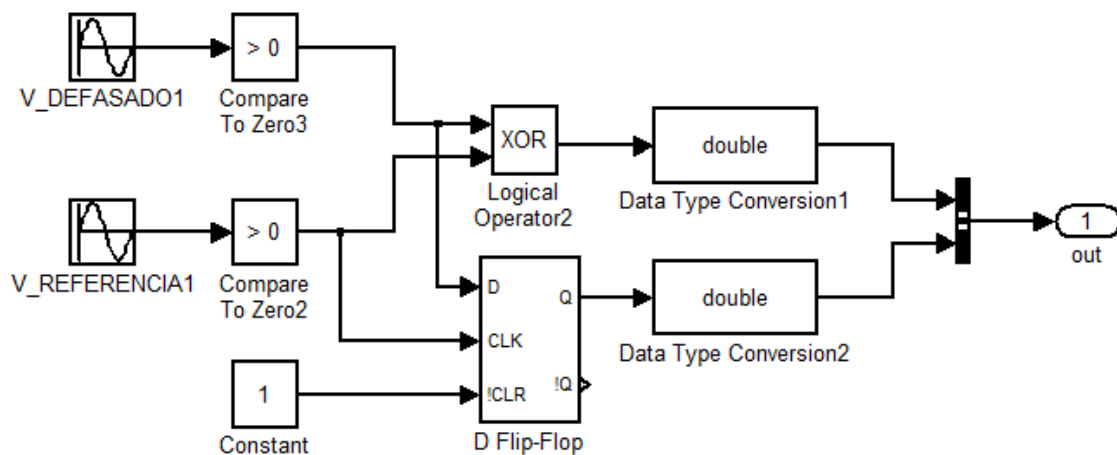 V_DEFASADO1
> 0
Compare
To Zero3
XOR
Logical
Operator2
double
Data Type Conversion1
1
out
V_REFERENCIA1
> 0
Compare
To Zero2
D
Q
CLK
!CLR
!Q
D Flip-Flop
double
Data Type Conversion2
1
Constant